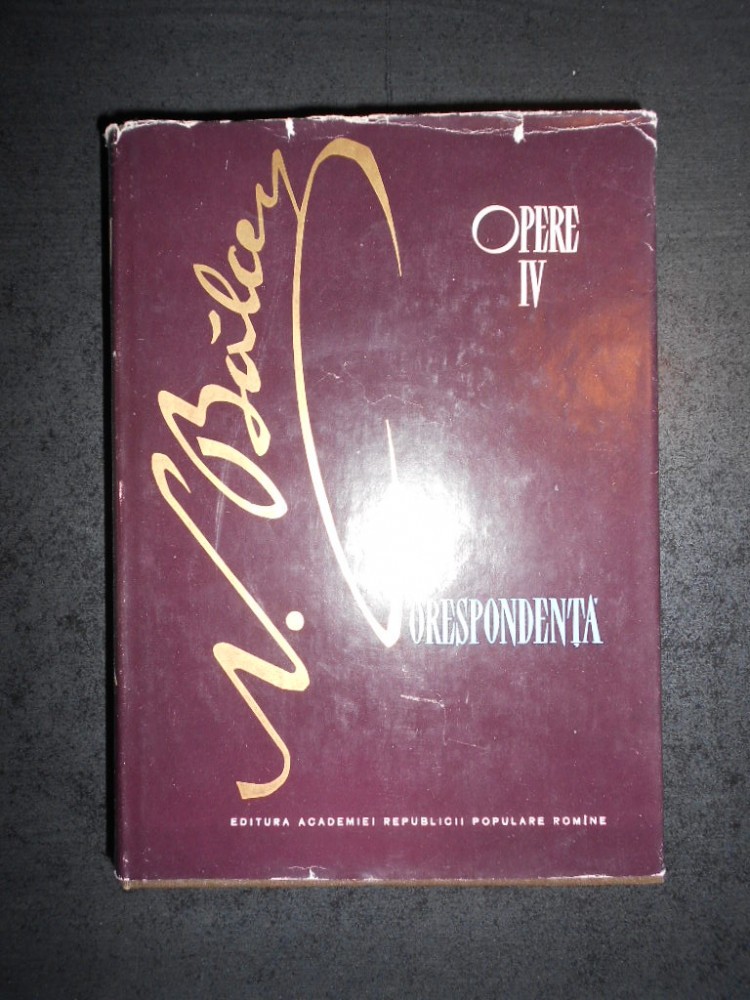 N. Bălcescu
OPERE
IV
CORESPONDENȚĂ
EDITURA ACADEMIEI REPUBLICII POPULARE ROMÎNE